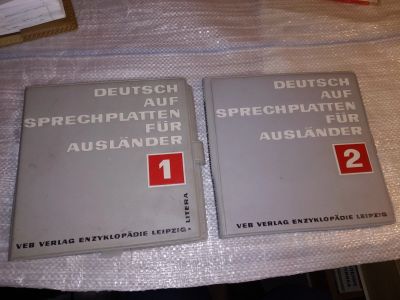 DEUTSCH
AUF
SPRECHPLATTEN
FÜR
AUSLÄNDER
1
VEB VERLAG ENZYKLOPÄDIE LEIPZIG · LITERA
DEUTSCH
AUF
SPRECHPLATTEN
FÜR
AUSLÄNDER
2
VEB VERLAG ENZYKLOPÄDIE LEIPZIG